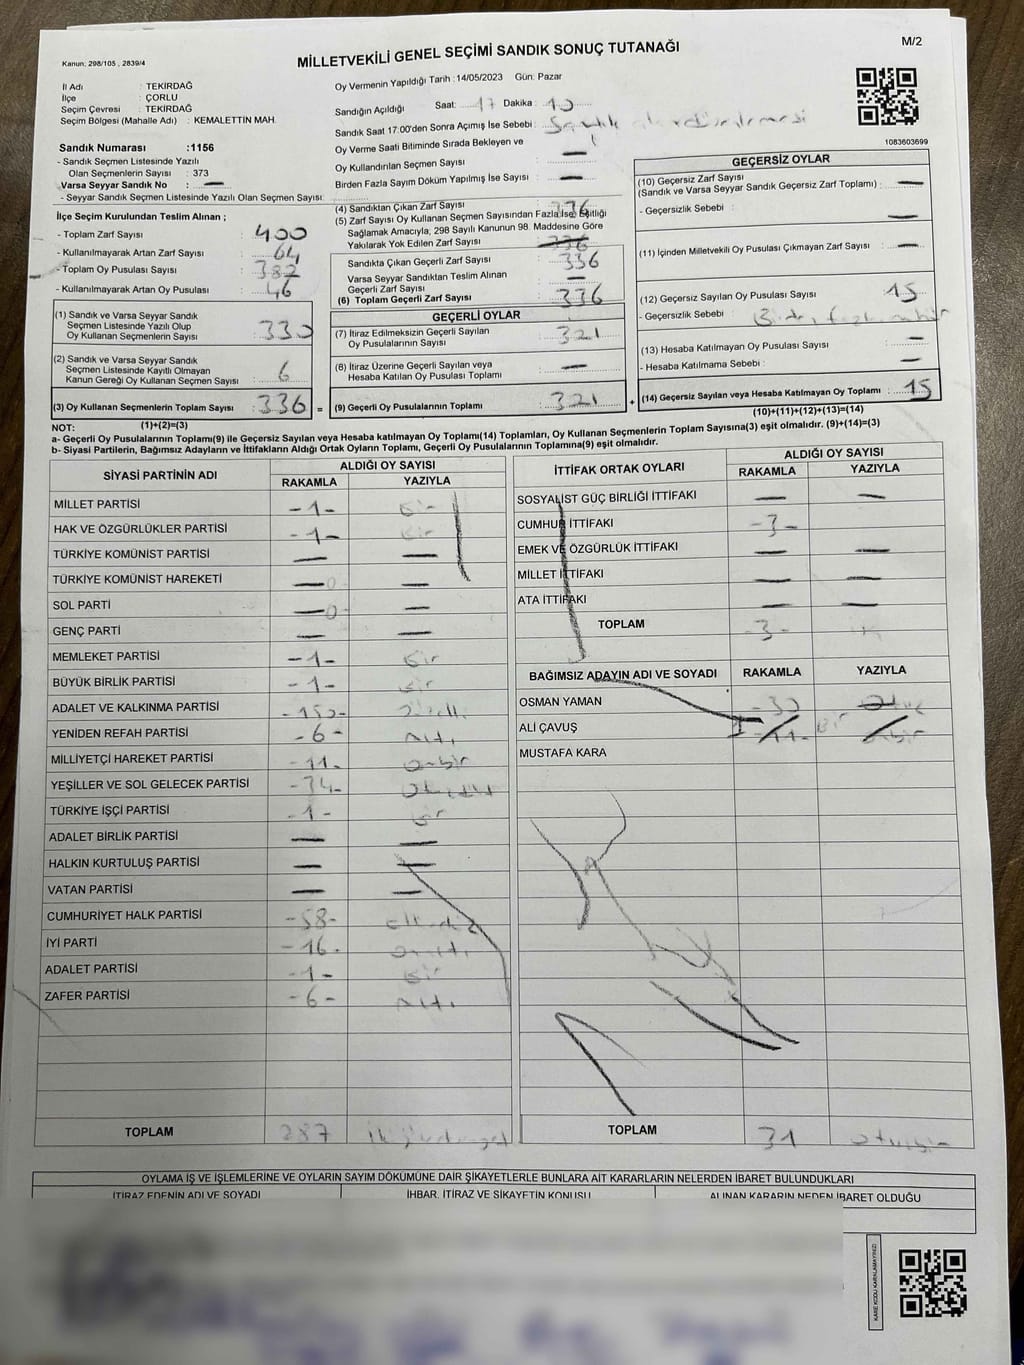 M/2
Kanun: 298/105 , 2839/4
MİLLETVEKİLİ GENEL SEÇİMİ SANDIK SONUÇ TUTANAĞI
İl Adı : TEKİRDAĞ
İlçe : ÇORLU
Seçim Çevresi : TEKİRDAĞ
Seçim Bölgesi (Mahalle Adı) : KEMALETTİN MAH.
Sandık Numarası :1156
- Sandık Seçmen Listesinde Yazılı
Olan Seçmenlerin Sayısı : 373
Varsa Seyyar Sandık No : —
- Seyyar Sandık Seçmen Listesinde Yazılı Olan Seçmen Sayısı:
Oy Vermenin Yapıldığı Tarih :14/05/2023 Gün: Pazar
Sandığın Açıldığı Saat: 17 Dakika : 10
Sandık Saat 17:00'den Sonra Açımış İse Sebebi : Sandık
Oy Verme Saati Bitiminde Sırada Bekleyen ve
Oy Kullandırılan Seçmen Sayısı : —
Birden Fazla Sayım Döküm Yapılmış İse Sayısı : —
1083603699
İlçe Seçim Kurulundan Teslim Alınan ;
- Toplam Zarf Sayısı : 400
- Kullanılmayarak Artan Zarf Sayısı : 64
- Toplam Oy Pusulası Sayısı : 382
- Kullanılmayarak Artan Oy Pusulası : 46
(1) Sandık ve Varsa Seyyar Sandık
Seçmen Listesinde Yazılı Olup
Oy Kullanan Seçmenlerin Sayısı : 330
(2) Sandık ve Varsa Seyyar Sandık
Seçmen Listesinde Kayıtlı Olmayan
Kanun Gereği Oy Kullanan Seçmen Sayısı : 6
(3) Oy Kullanan Seçmenlerin Toplam Sayısı : 336 =
(1)+(2)=(3)
(4) Sandıktan Çıkan Zarf Sayısı : 336
(5) Zarf Sayısı Oy Kullanan Seçmen Sayısından Fazla İse, Eşitliği
Sağlamak Amacıyla, 298 Sayılı Kanunun 98. Maddesine Göre
Yakılarak Yok Edilen Zarf Sayısı : 336
Sandıkta Çıkan Geçerli Zarf Sayısı : 336
Varsa Seyyar Sandıktan Teslim Alınan
Geçerli Zarf Sayısı : —
(6) Toplam Geçerli Zarf Sayısı : 336
GEÇERLİ OYLAR
(7) İtiraz Edilmeksizin Geçerli Sayılan
Oy Pusulalarının Sayısı : 321
(8) İtiraz Üzerine Geçerli Sayılan veya
Hesaba Katılan Oy Pusulası Toplamı : —
(9) Geçerli Oy Pusulalarının Toplamı : 321 +
GEÇERSİZ OYLAR
(10) Geçersiz Zarf Sayısı
(Sandık ve Varsa Seyyar Sandık Geçersiz Zarf Toplamı) : —
- Geçersizlik Sebebi : —
(11) İçinden Milletvekili Oy Pusulası Çıkmayan Zarf Sayısı : —
(12) Geçersiz Sayılan Oy Pusulası Sayısı : 15
- Geçersizlik Sebebi :
(13) Hesaba Katılmayan Oy Pusulası Sayısı : —
- Hesaba Katılmama Sebebi : —
(14) Geçersiz Sayılan veya Hesaba Katılmayan Oy Toplamı : 15
(10)+(11)+(12)+(13)=(14)
NOT:
a- Geçerli Oy Pusulalarının Toplamı(9) ile Geçersiz Sayılan veya Hesaba katılmayan Oy Toplamı(14) Toplamları, Oy Kullanan Seçmenlerin Toplam Sayısına(3) eşit olmalıdır. (9)+(14)=(3)
b- Siyasi Partilerin, Bağımsız Adayların ve İttifakların Aldığı Ortak Oyların Toplamı, Geçerli Oy Pusulalarının Toplamına(9) eşit olmalıdır.
SİYASİ PARTİNİN ADI ALDIĞI OY SAYISI
RAKAMLA YAZIYLA
MİLLET PARTİSİ -1- Bir
HAK VE ÖZGÜRLÜKLER PARTİSİ -1- Bir
TÜRKİYE KOMÜNİST PARTİSİ — —
TÜRKİYE KOMÜNİST HAREKETİ —0 —
SOL PARTİ —0- —
GENÇ PARTİ — —
MEMLEKET PARTİSİ -1- Bir
BÜYÜK BİRLİK PARTİSİ -1- Bir
ADALET VE KALKINMA PARTİSİ -150-
YENİDEN REFAH PARTİSİ -6- Altı
MİLLİYETÇİ HAREKET PARTİSİ -11- Onbir
YEŞİLLER VE SOL GELECEK PARTİSİ -34-
TÜRKİYE İŞÇİ PARTİSİ -1- Bir
ADALET BİRLİK PARTİSİ — —
HALKIN KURTULUŞ PARTİSİ — —
VATAN PARTİSİ — —
CUMHURİYET HALK PARTİSİ -58-
İYİ PARTİ -16- Onaltı
ADALET PARTİSİ -1- Bir
ZAFER PARTİSİ -6- Altı
TOPLAM 287
İTTİFAK ORTAK OYLARI ALDIĞI OY SAYISI
RAKAMLA YAZIYLA
SOSYALİST GÜÇ BİRLİĞİ İTTİFAKI — —
CUMHUR İTTİFAKI -3-
EMEK VE ÖZGÜRLÜK İTTİFAKI — —
MİLLET İTTİFAKI — —
ATA İTTİFAKI — —
TOPLAM -3-
BAĞIMSIZ ADAYIN ADI VE SOYADI RAKAMLA YAZIYLA
OSMAN YAMAN -30 Otuz
ALİ ÇAVUŞ 1 -11- Bir
MUSTAFA KARA
TOPLAM 31 Otuzbir
OYLAMA İŞ VE İŞLEMLERİNE VE OYLARIN SAYIM DÖKÜMÜNE DAİR ŞİKAYETLERLE BUNLARA AİT KARARLARIN NELERDEN İBARET BULUNDUKLARI
İTİRAZ EDENİN ADI VE SOYADI İHBAR, İTİRAZ VE ŞİKAYETİN KONUSU ALINAN KARARIN NEDEN İBARET OLDUĞU
KARE KODU KARALAMAYINIZ!